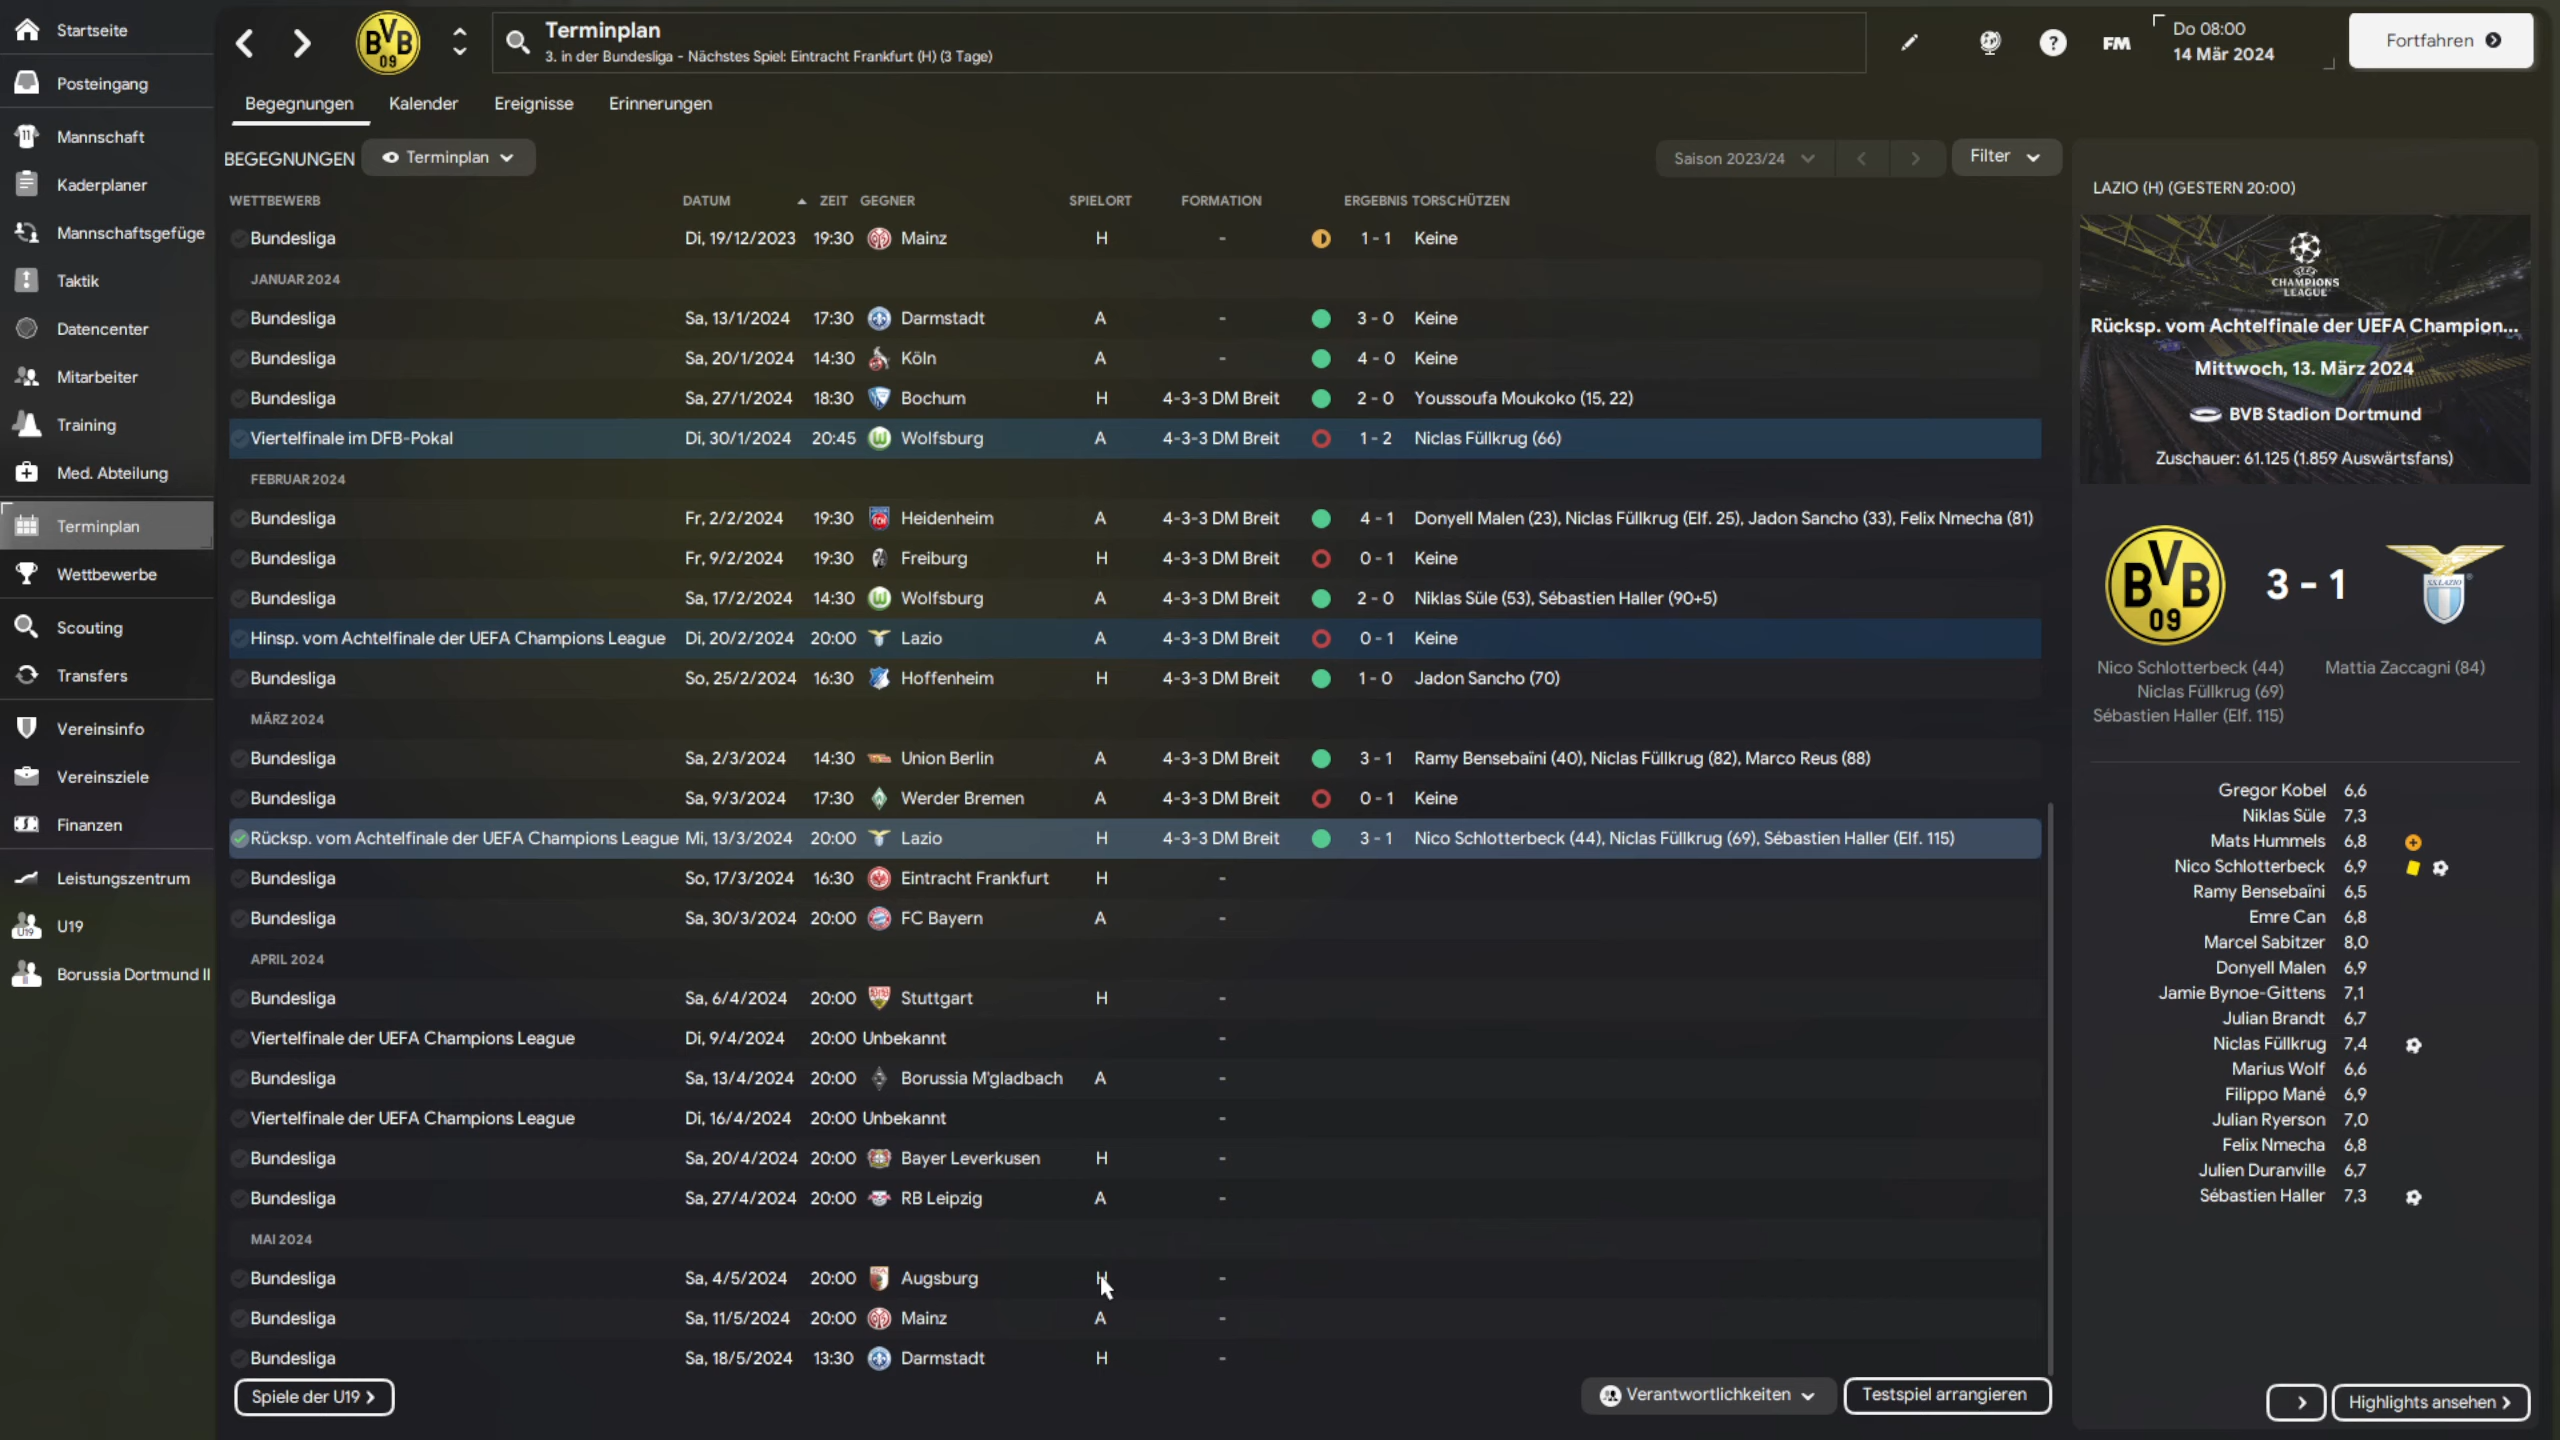 Startseite
Posteingang
Mannschaft
Kaderplaner
Mannschaftsgefüge
Taktik
Datencenter
Mitarbeiter
Training
Med. Abteilung
Terminplan
Wettbewerbe
Scouting
Transfers
Vereinsinfo
Vereinsziele
Finanzen
Leistungszentrum
U19
Borussia Dortmund II
Terminplan
3. in der Bundesliga - Nächstes Spiel: Eintracht Frankfurt (H) (3 Tage)
FM
Do 08:00
14 Mär 2024
Fortfahren
Begegnungen Kalender Ereignisse Erinnerungen
BEGEGNUNGEN Terminplan Saison 2023/24 Filter
WETTBEWERB DATUM ZEIT GEGNER SPIELORT FORMATION ERGEBNIS TORSCHÜTZEN
Bundesliga Di, 19/12/2023 19:30 Mainz H - 1 - 1 Keine
JANUAR 2024
Bundesliga Sa, 13/1/2024 17:30 Darmstadt A - 3 - 0 Keine
Bundesliga Sa, 20/1/2024 14:30 Köln A - 4 - 0 Keine
Bundesliga Sa, 27/1/2024 18:30 Bochum H 4-3-3 DM Breit 2 - 0 Youssoufa Moukoko (15, 22)
Viertelfinale im DFB-Pokal Di, 30/1/2024 20:45 Wolfsburg A 4-3-3 DM Breit 1 - 2 Niclas Füllkrug (66)
FEBRUAR 2024
Bundesliga Fr, 2/2/2024 19:30 Heidenheim A 4-3-3 DM Breit 4 - 1 Donyell Malen (23), Niclas Füllkrug (Elf. 25), Jadon Sancho (33), Felix Nmecha (81)
Bundesliga Fr, 9/2/2024 19:30 Freiburg H 4-3-3 DM Breit 0 - 1 Keine
Bundesliga Sa, 17/2/2024 14:30 Wolfsburg A 4-3-3 DM Breit 2 - 0 Niklas Süle (53), Sébastien Haller (90+5)
Hinsp. vom Achtelfinale der UEFA Champions League Di, 20/2/2024 20:00 Lazio A 4-3-3 DM Breit 0 - 1 Keine
Bundesliga So, 25/2/2024 16:30 Hoffenheim H 4-3-3 DM Breit 1 - 0 Jadon Sancho (70)
MÄRZ 2024
Bundesliga Sa, 2/3/2024 14:30 Union Berlin A 4-3-3 DM Breit 3 - 1 Ramy Bensebaïni (40), Niclas Füllkrug (82), Marco Reus (88)
Bundesliga Sa, 9/3/2024 17:30 Werder Bremen A 4-3-3 DM Breit 0 - 1 Keine
Rücksp. vom Achtelfinale der UEFA Champions League Mi, 13/3/2024 20:00 Lazio H 4-3-3 DM Breit 3 - 1 Nico Schlotterbeck (44), Niclas Füllkrug (69), Sébastien Haller (Elf. 115)
Bundesliga So, 17/3/2024 16:30 Eintracht Frankfurt H -
Bundesliga Sa, 30/3/2024 20:00 FC Bayern A -
APRIL 2024
Bundesliga Sa, 6/4/2024 20:00 Stuttgart H -
Viertelfinale der UEFA Champions League Di, 9/4/2024 20:00 Unbekannt -
Bundesliga Sa, 13/4/2024 20:00 Borussia M'gladbach A -
Viertelfinale der UEFA Champions League Di, 16/4/2024 20:00 Unbekannt -
Bundesliga Sa, 20/4/2024 20:00 Bayer Leverkusen H -
Bundesliga Sa, 27/4/2024 20:00 RB Leipzig A -
MAI 2024
Bundesliga Sa, 4/5/2024 20:00 Augsburg H -
Bundesliga Sa, 11/5/2024 20:00 Mainz A -
Bundesliga Sa, 18/5/2024 13:30 Darmstadt H -
Spiele der U19 Verantwortlichkeiten Testspiel arrangieren
LAZIO (H) (GESTERN 20:00)
UEFA
CHAMPIONS
LEAGUE
Rücksp. vom Achtelfinale der UEFA Champion...
Mittwoch, 13. März 2024
BVB Stadion Dortmund
Zuschauer: 61.125 (1.859 Auswärtsfans)
BVB 09 3 - 1 S.S.LAZIO
Nico Schlotterbeck (44) Mattia Zaccagni (84)
Niclas Füllkrug (69)
Sébastien Haller (Elf. 115)
Gregor Kobel 6,6
Niklas Süle 7,3
Mats Hummels 6,8
Nico Schlotterbeck 6,9
Ramy Bensebaïni 6,5
Emre Can 6,8
Marcel Sabitzer 8,0
Donyell Malen 6,9
Jamie Bynoe-Gittens 7,1
Julian Brandt 6,7
Niclas Füllkrug 7,4
Marius Wolf 6,6
Filippo Mané 6,9
Julian Ryerson 7,0
Felix Nmecha 6,8
Julien Duranville 6,7
Sébastien Haller 7,3
Highlights ansehen